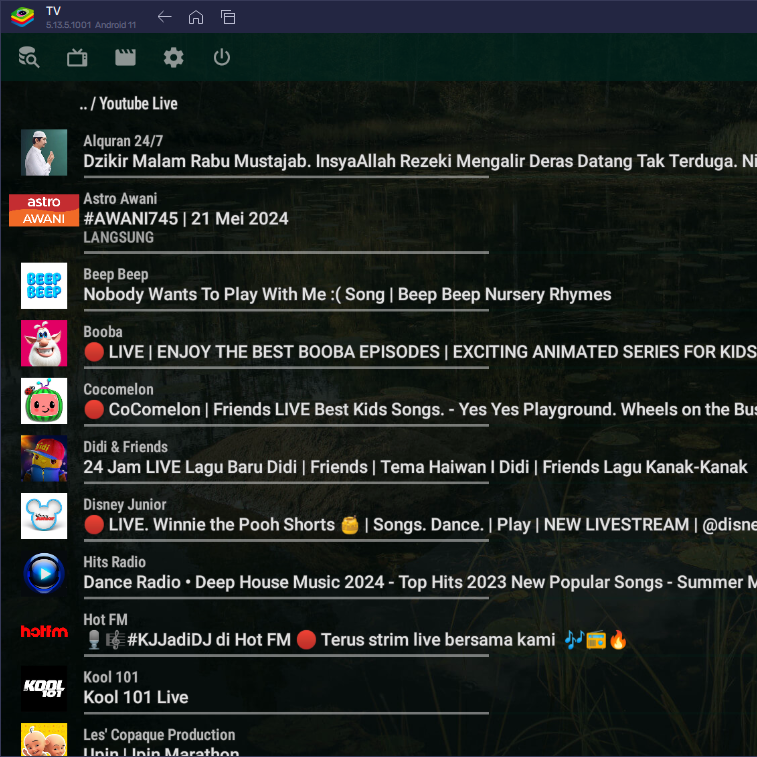 TV
5.13.5.1001 Android 11
.. / Youtube Live
Alquran 24/7
Dzikir Malam Rabu Mustajab. InsyaAllah Rezeki Mengalir Deras Datang Tak Terduga. Ni
astro
AWANI
Astro Awani
#AWANI745 | 21 Mei 2024
LANGSUNG
BEEP
BEEP
Beep Beep
Nobody Wants To Play With Me :( Song | Beep Beep Nursery Rhymes
Booba
🔴 LIVE | ENJOY THE BEST BOOBA EPISODES | EXCITING ANIMATED SERIES FOR KIDS
Cocomelon
🔴 CoComelon | Friends LIVE Best Kids Songs. - Yes Yes Playground. Wheels on the Bus
Didi & Friends
24 Jam LIVE Lagu Baru Didi | Friends | Tema Haiwan I Didi | Friends Lagu Kanak-Kanak
Disney Junior
🔴 LIVE. Winnie the Pooh Shorts 🍯 | Songs. Dance. | Play | NEW LIVESTREAM | @disne
Hits Radio
Dance Radio • Deep House Music 2024 - Top Hits 2023 New Popular Songs - Summer M
hotfm
Hot FM
🎙️🎼#KJJadiDJ di Hot FM 🔴 Terus strim live bersama kami 🎶📻🔥
KOOL
101
Kool 101
Kool 101 Live
Les' Copaque Production
Upin | Ipin Marathon